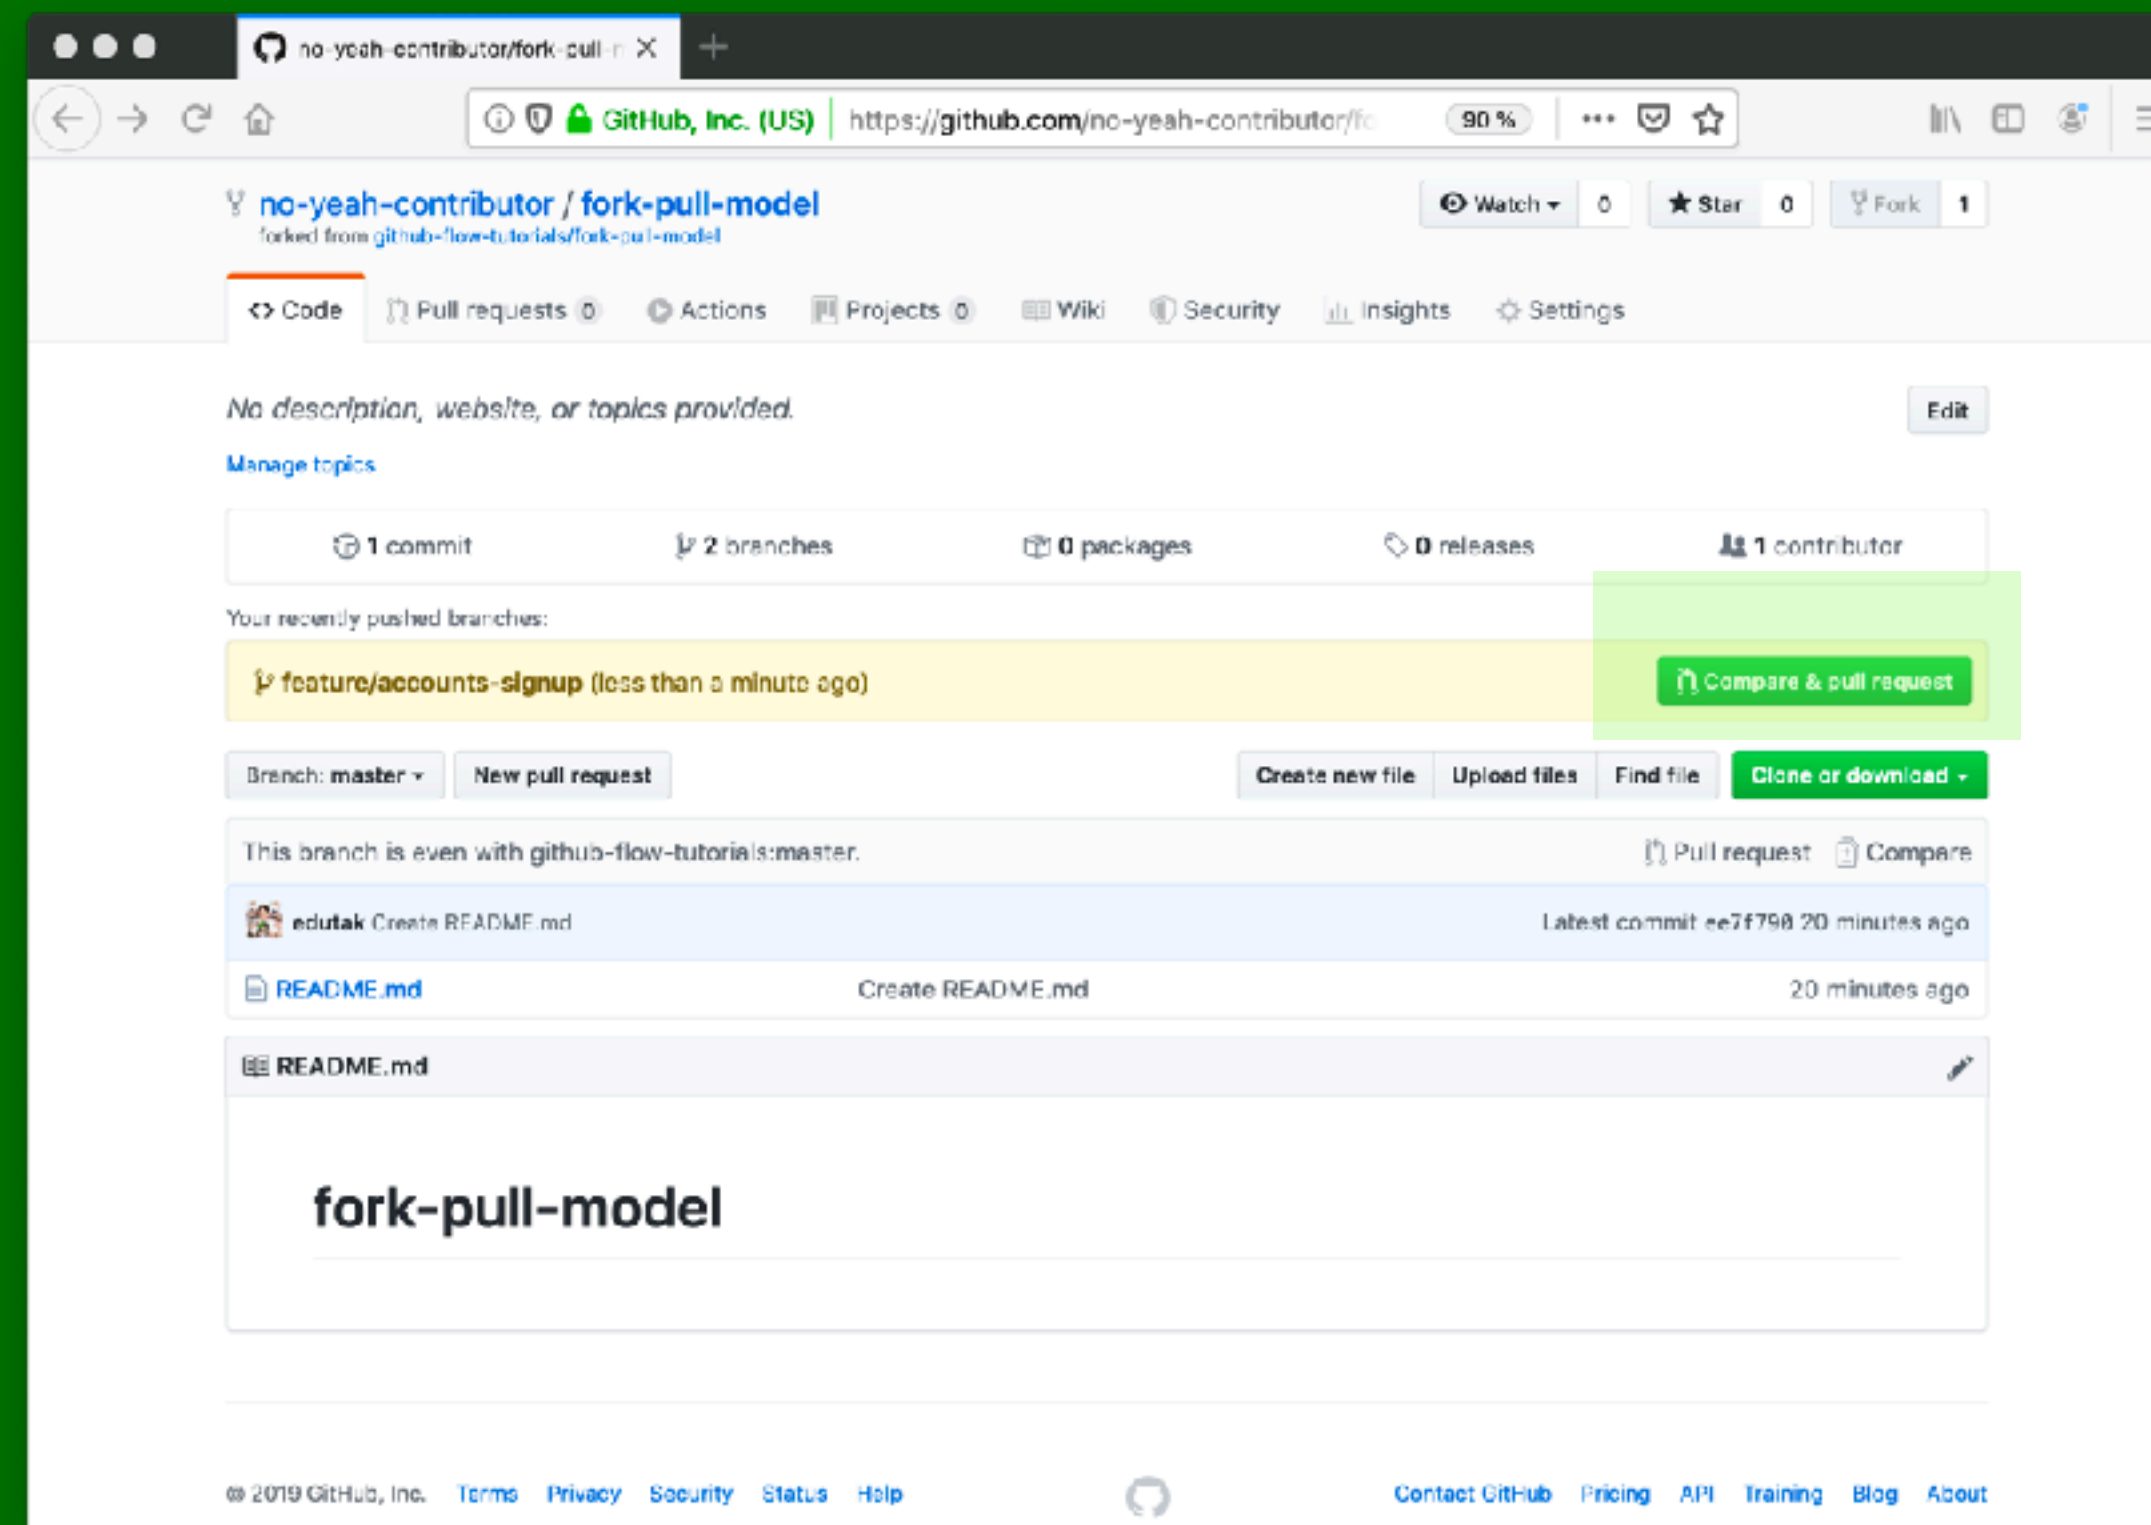 no-yeah-contributor/fork-pull-r
GitHub, Inc. (US) https://github.com/no-yeah-contributor/fo 90 %
no-yeah-contributor / fork-pull-model Watch 0 Star 0 Fork 1
forked from github-flow-tutorials/fork-pull-model
Code Pull requests 0 Actions Projects 0 Wiki Security Insights Settings
No description, website, or topics provided. Edit
Manage topics
1 commit 2 branches 0 packages 0 releases 1 contributor
Your recently pushed branches:
feature/accounts-signup (less than a minute ago) Compare & pull request
Branch: master New pull request Create new file Upload files Find file Clone or download
This branch is even with github-flow-tutorials:master. Pull request Compare
edutak Create README.md Latest commit ee7f790 20 minutes ago
README.md Create README.md 20 minutes ago
README.md
fork-pull-model
© 2019 GitHub, Inc. Terms Privacy Security Status Help Contact GitHub Pricing API Training Blog About